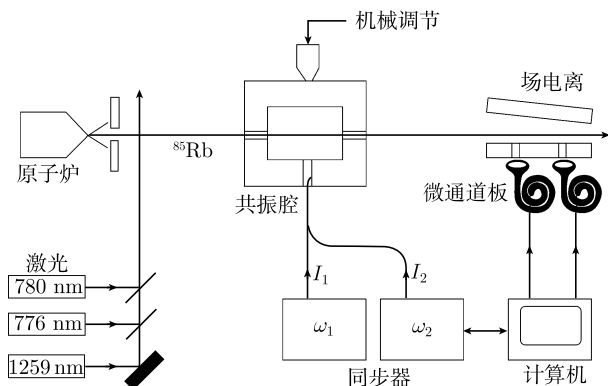 机械调节
场电离
⁸⁵Rb
原子炉
共振腔
微通道板
激光
780 nm
776 nm
1259 nm
I₁
I₂
ω₁
ω₂
同步器
计算机